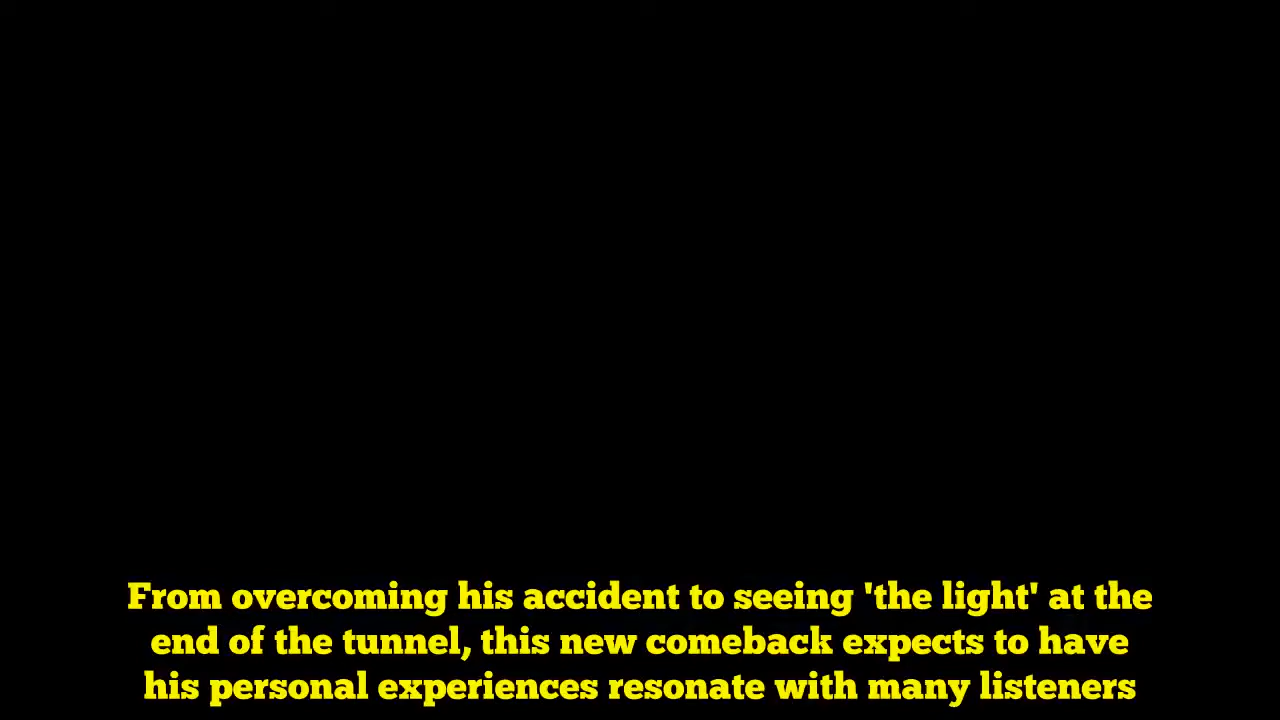 From overcoming his accident to seeing 'the light' at the
end of the tunnel, this new comeback expects to have
his personal experiences resonate with many listeners